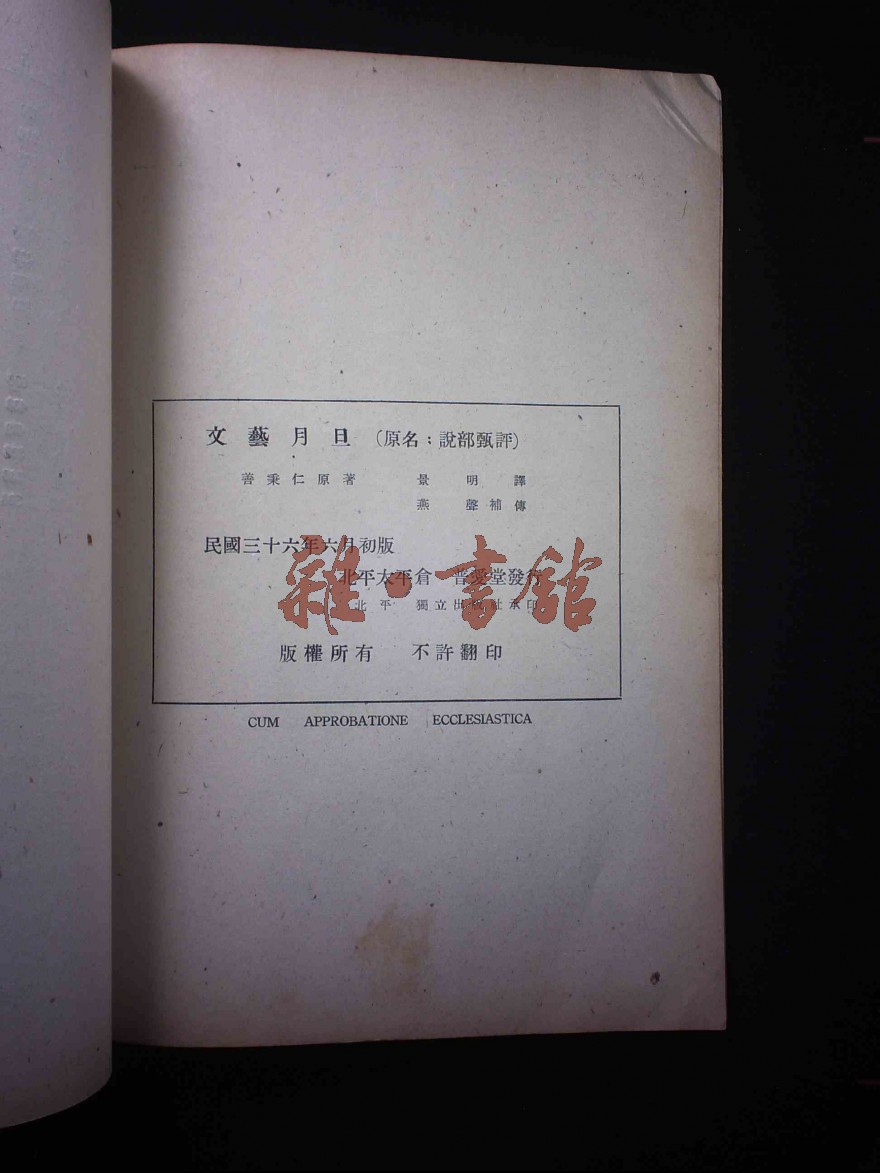 文藝月旦（原名：說部甄評）
善秉仁原著 景明譯
燕聲補傳
民國三十六年六月初版
北平太平倉 普愛堂發行
北平 獨立出版社承印
版權所有 不許翻印
CUM APPROBATIONE ECCLESIASTICA
雜·書館